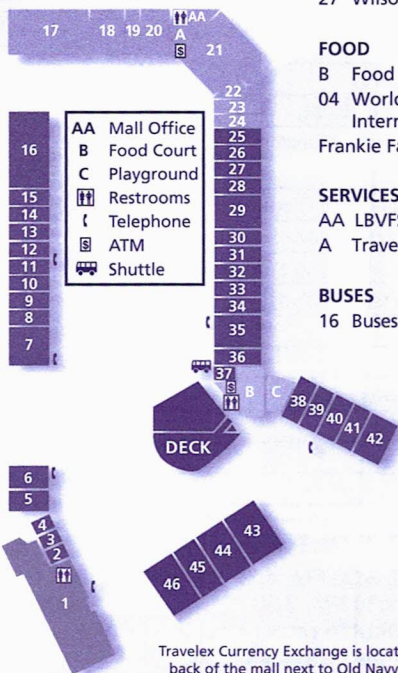 27 Wilso
FOOD
B Food
04 World
Intern
Frankie Fa
SERVICES
AA LBVFS
A Trave
BUSES
16 Buses
17 18 19 20 AA
A
S
21
22
23
24
25
26
27
28
29
30
31
32
33
34
35
36
37
S
B C
38 39 40 41 42
16
15
14
13
12
11
10
9
8
7
AA Mall Office
B Food Court
C Playground
Restrooms
Telephone
S ATM
Shuttle
DECK
6
5
4
3
2
1
43
44
45
46
Travelex Currency Exchange is locat
back of the mall next to Old Navy